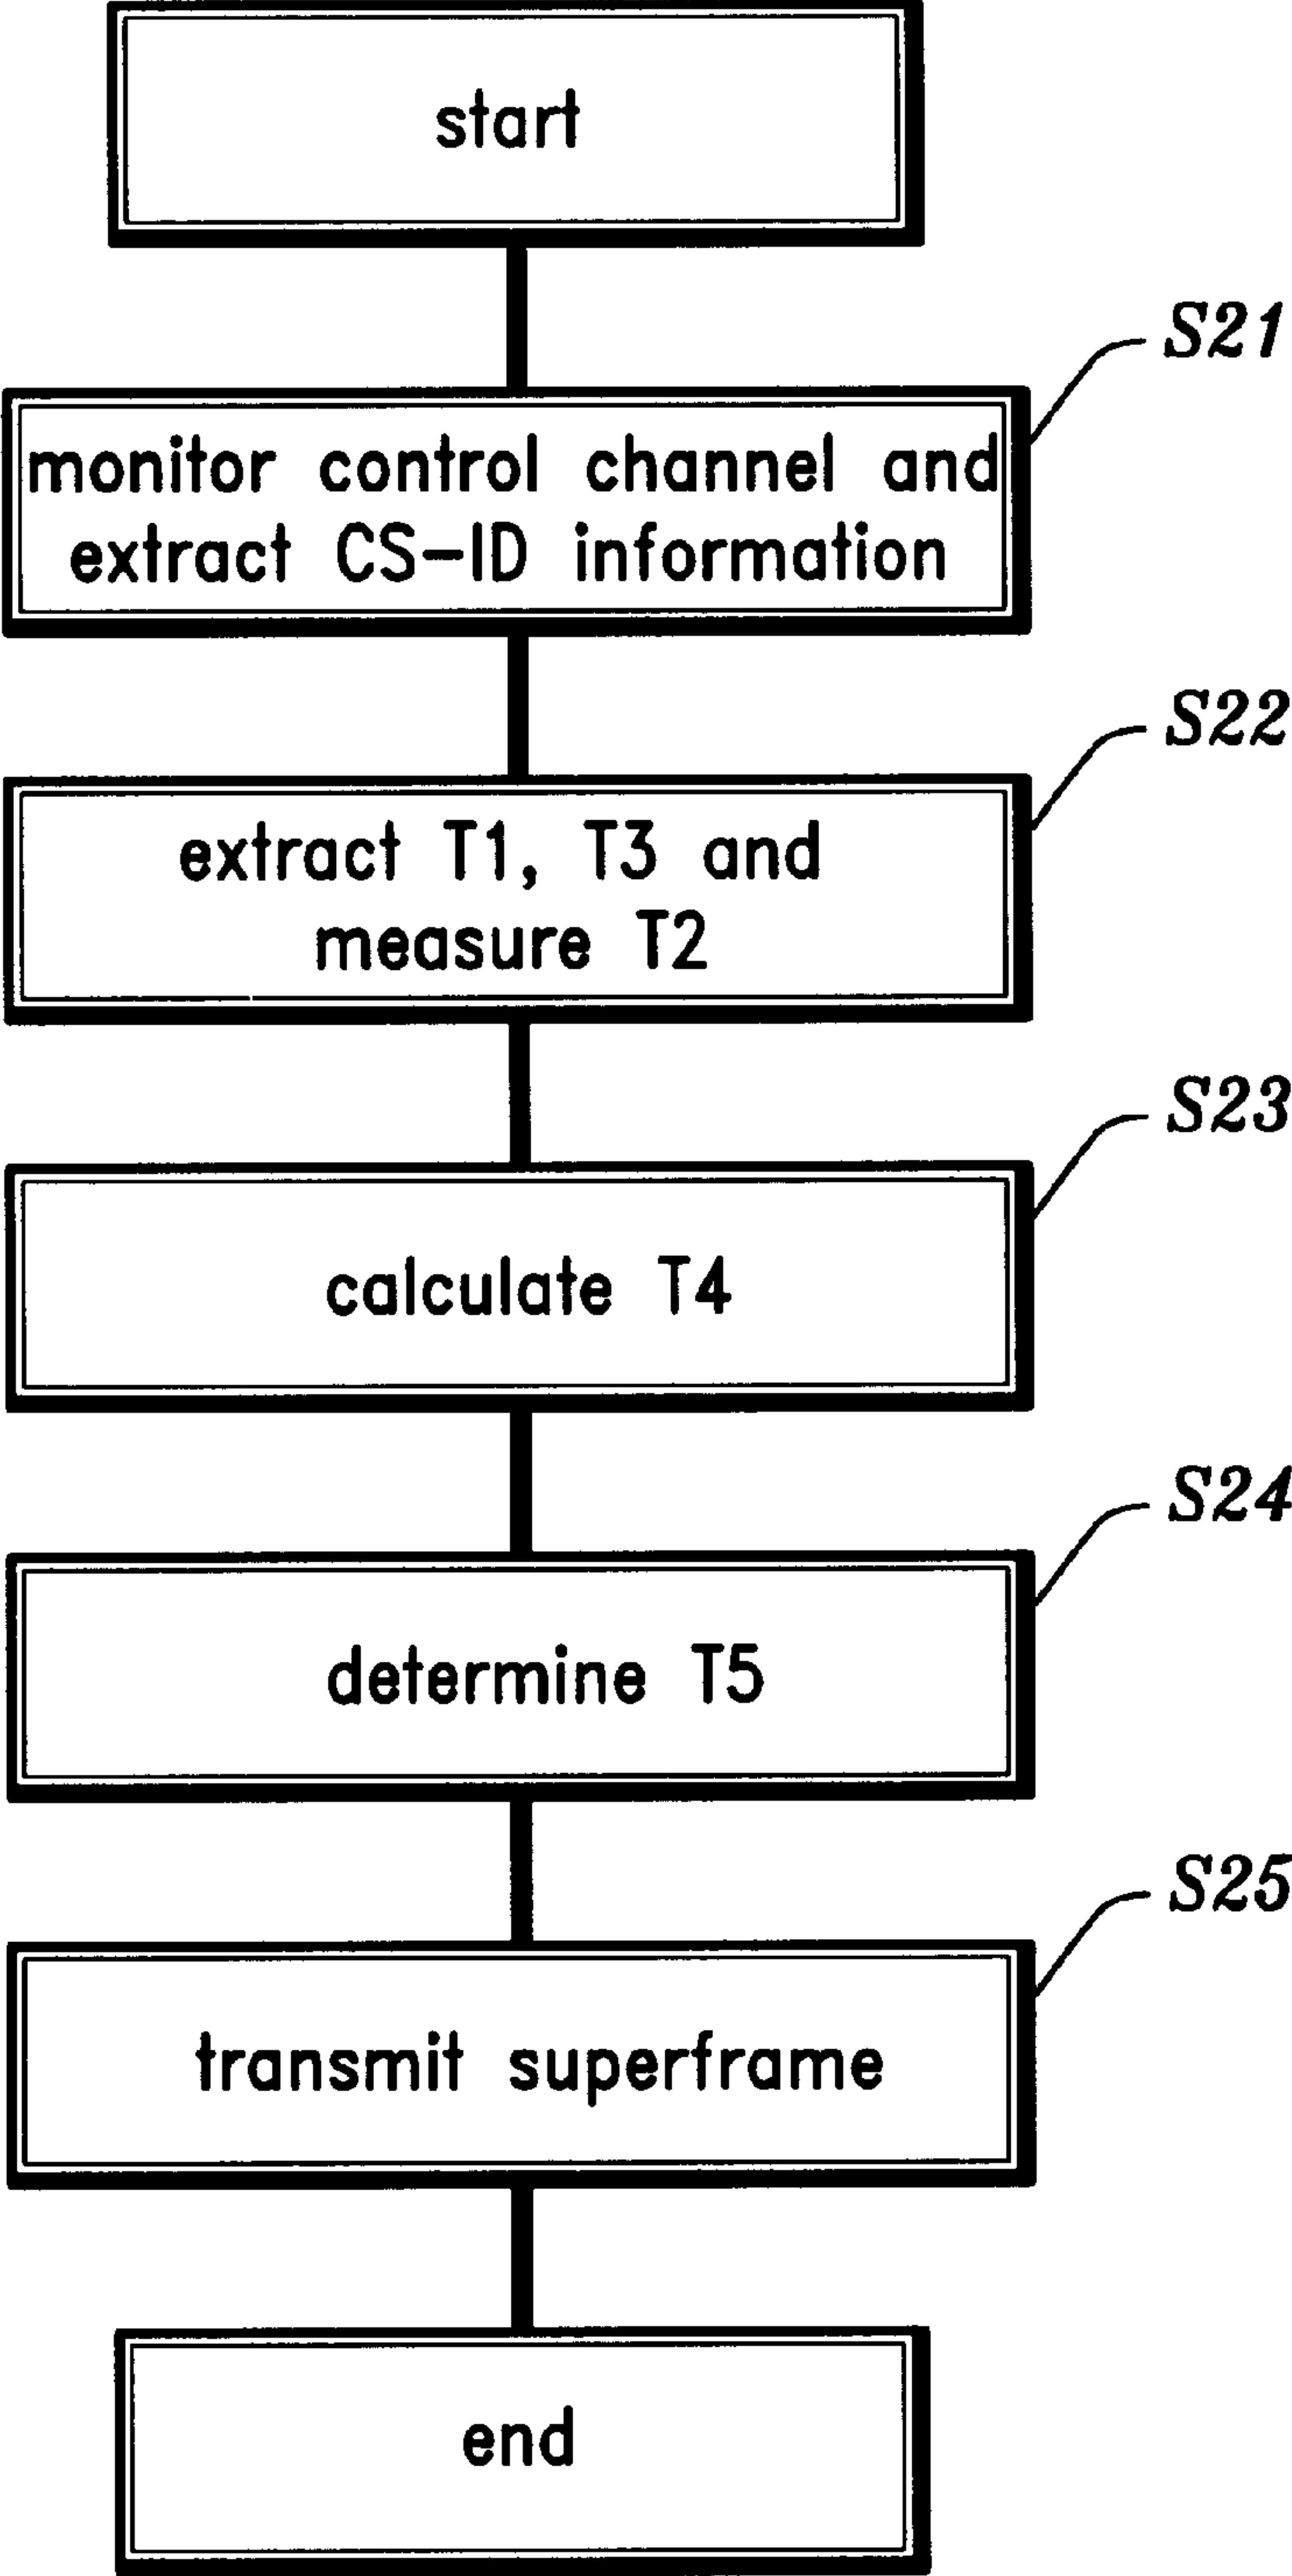 start
S21
monitor control channel and
extract CS-ID information
S22
extract T1, T3 and
measure T2
S23
calculate T4
S24
determine T5
S25
transmit superframe
end